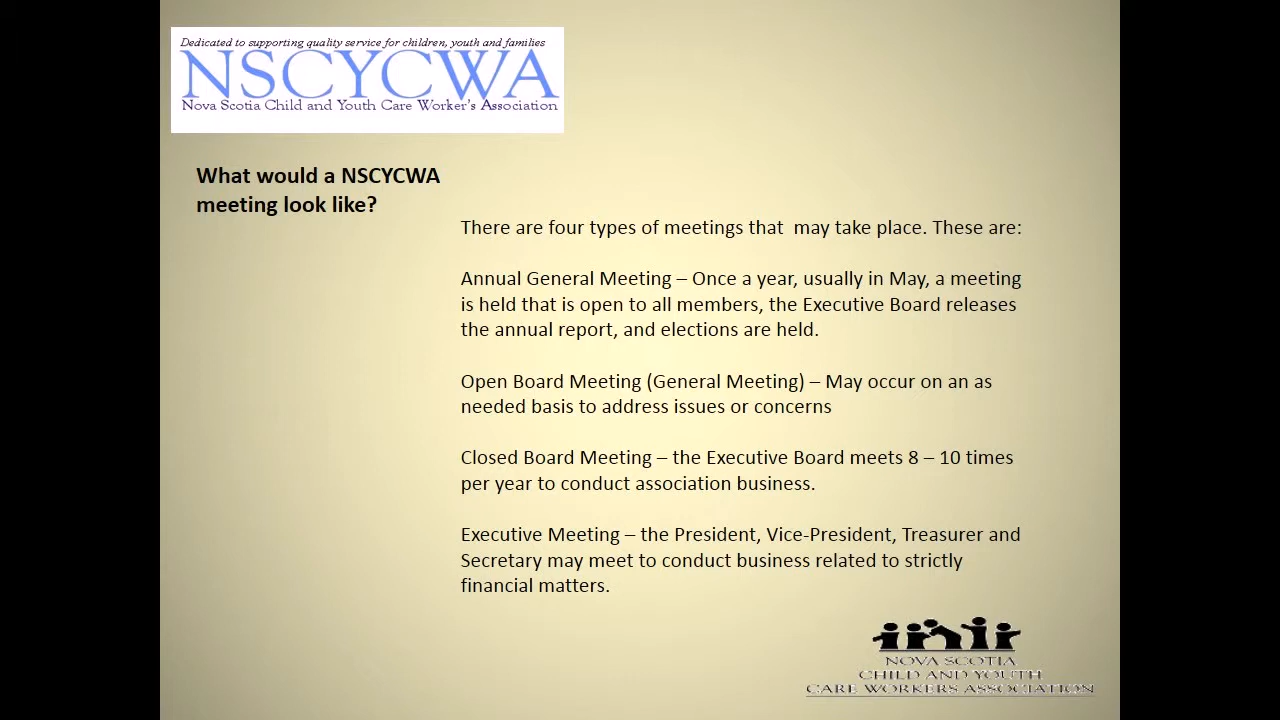 Dedicated to supporting quality service for children, youth and families
NSCYCWA
Nova Scotia Child and Youth Care Worker's Association
What would a NSCYCWA
meeting look like?
There are four types of meetings that  may take place. These are:
Annual General Meeting – Once a year, usually in May, a meeting
is held that is open to all members, the Executive Board releases
the annual report, and elections are held.
Open Board Meeting (General Meeting) – May occur on an as
needed basis to address issues or concerns
Closed Board Meeting – the Executive Board meets 8 – 10 times
per year to conduct association business.
Executive Meeting – the President, Vice-President, Treasurer and
Secretary may meet to conduct business related to strictly
financial matters.
NOVA SCOTIA
CHILD AND YOUTH
CARE WORKERS ASSOCIATION